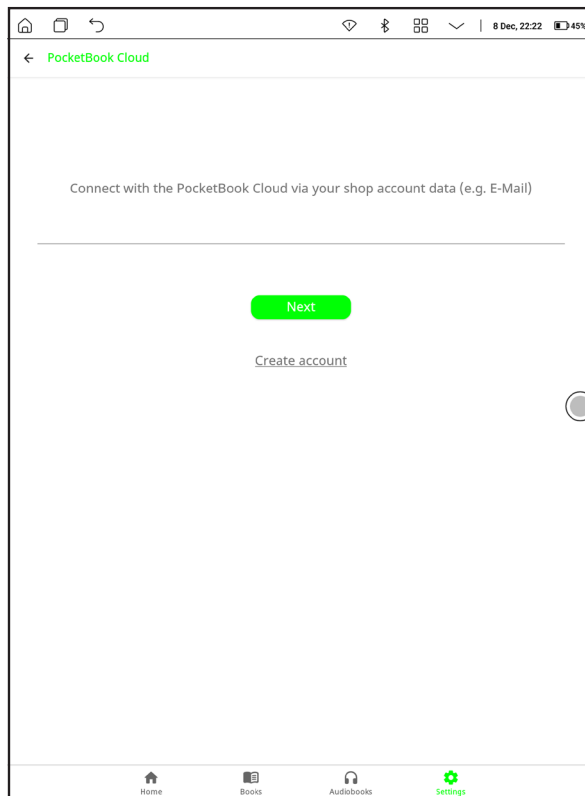 8 Dec, 22:22 45%
PocketBook Cloud
Connect with the PocketBook Cloud via your shop account data (e.g. E-Mail)
Next
Create account
Home Books Audiobooks Settings